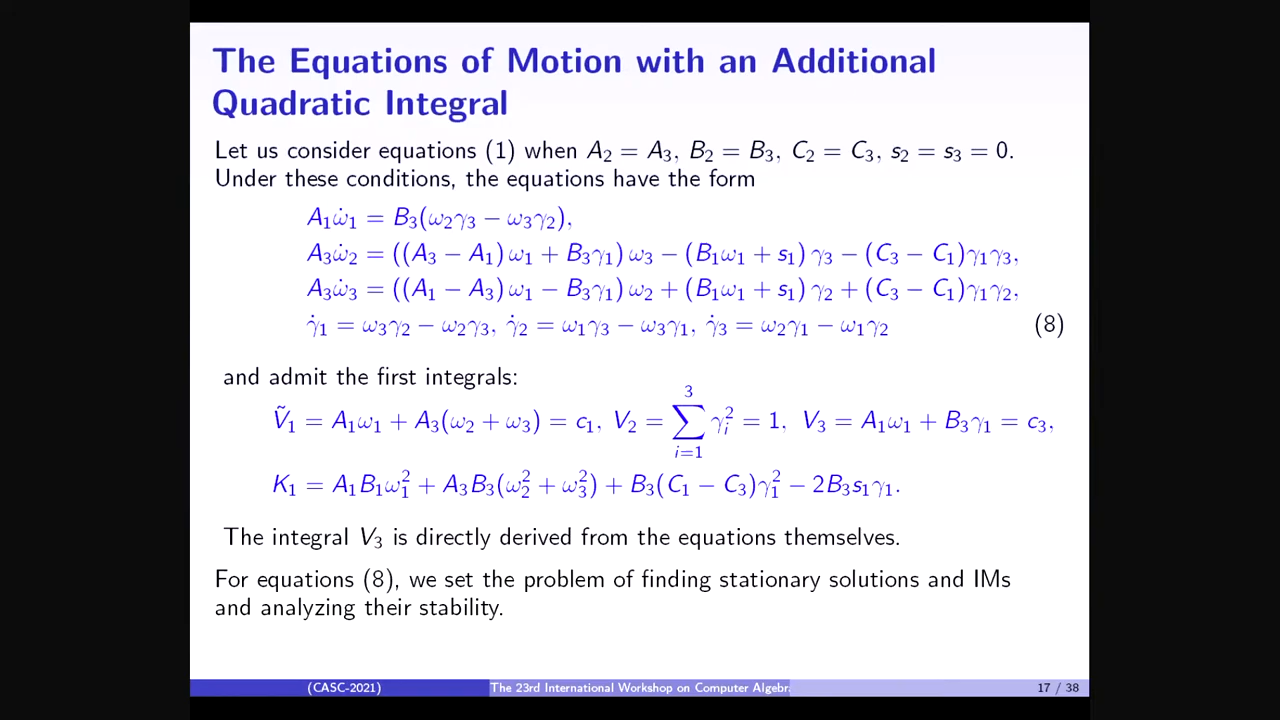 The Equations of Motion with an Additional
Quadratic Integral
Let us consider equations (1) when A₂ = A₃, B₂ = B₃, C₂ = C₃, s₂ = s₃ = 0.
Under these conditions, the equations have the form
A₁ω̇₁ = B₃(ω₂γ₃ − ω₃γ₂),
A₃ω̇₂ = ((A₃ − A₁) ω₁ + B₃γ₁) ω₃ − (B₁ω₁ + s₁) γ₃ − (C₃ − C₁)γ₁γ₃,
A₃ω̇₃ = ((A₁ − A₃) ω₁ − B₃γ₁) ω₂ + (B₁ω₁ + s₁) γ₂ + (C₃ − C₁)γ₁γ₂,
γ̇₁ = ω₃γ₂ − ω₂γ₃, γ̇₂ = ω₁γ₃ − ω₃γ₁, γ̇₃ = ω₂γ₁ − ω₁γ₂ (8)
and admit the first integrals:
Ṽ₁ = A₁ω₁ + A₃(ω₂ + ω₃) = c₁, V₂ = ∑_{i=1}^{3} γᵢ² = 1, V₃ = A₁ω₁ + B₃γ₁ = c₃,
K₁ = A₁B₁ω₁² + A₃B₃(ω₂² + ω₃²) + B₃(C₁ − C₃)γ₁² − 2B₃s₁γ₁.
The integral V₃ is directly derived from the equations themselves.
For equations (8), we set the problem of finding stationary solutions and IMs
and analyzing their stability.
(CASC-2021) The 23rd International Workshop on Computer Algebr 17 / 38